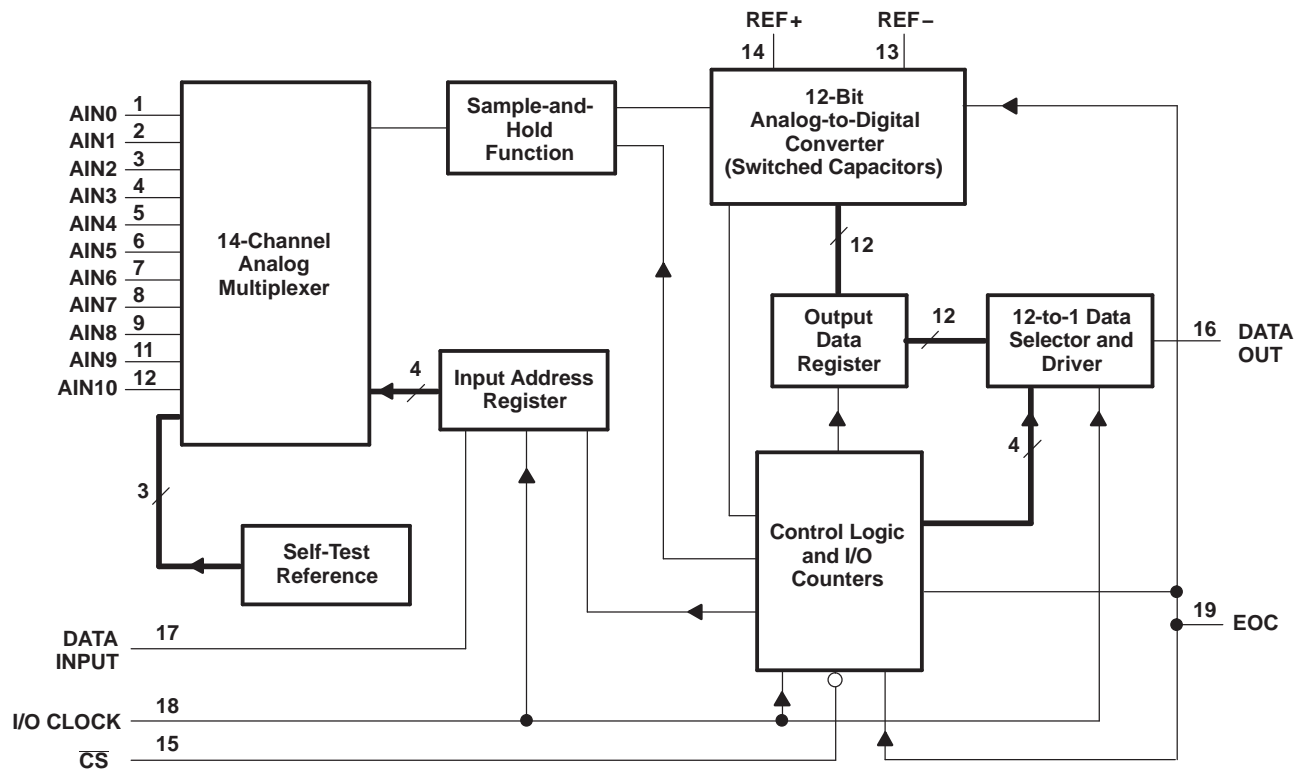 REF+
REF–
14
13
12-Bit
Analog-to-Digital
Converter
(Switched Capacitors)
Sample-and-
Hold
Function
14-Channel
Analog
Multiplexer
AIN0 1
AIN1 2
AIN2 3
AIN3 4
AIN4 5
AIN5 6
AIN6 7
AIN7 8
AIN8 9
AIN9 11
AIN10 12
12
Output
Data
Register
12
12-to-1 Data
Selector and
Driver
16
DATA
OUT
4
Input Address
Register
4
3
Self-Test
Reference
Control Logic
and I/O
Counters
19 EOC
DATA
INPUT
17
I/O CLOCK 18
C̅S̅ 15